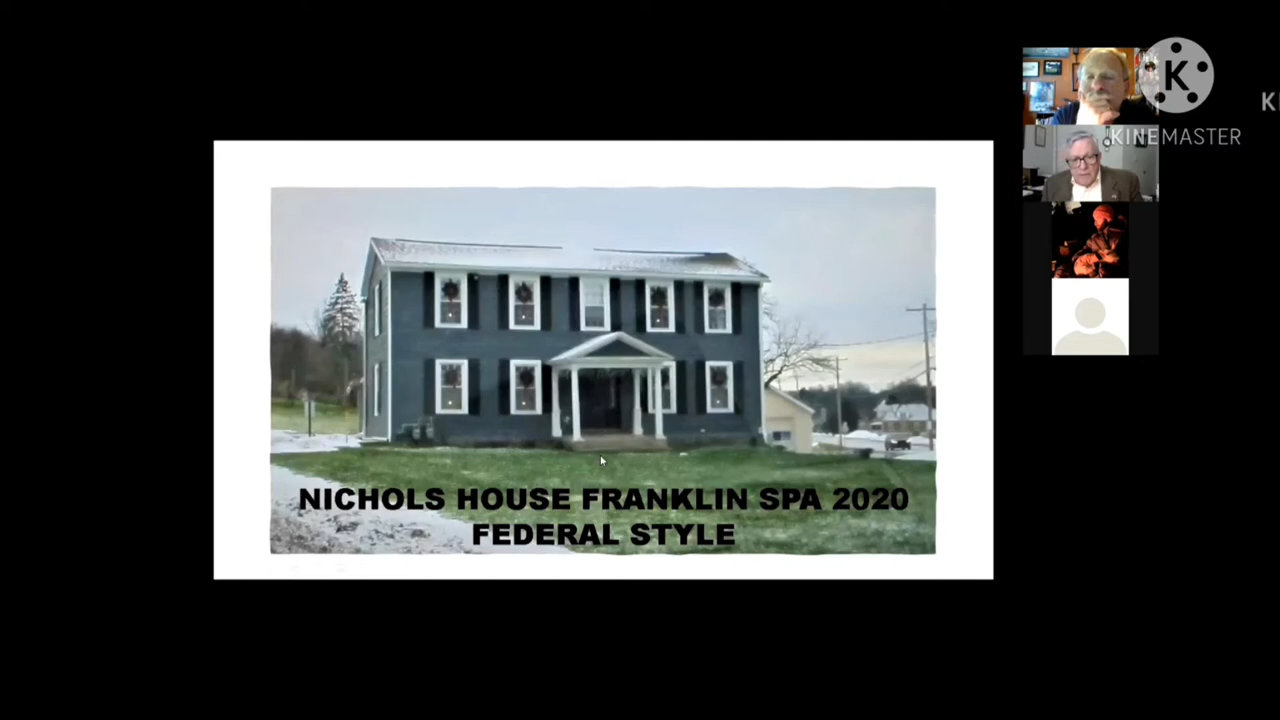 NICHOLS HOUSE FRANKLIN SPA 2020
FEDERAL STYLE
K
KINEMASTER
K